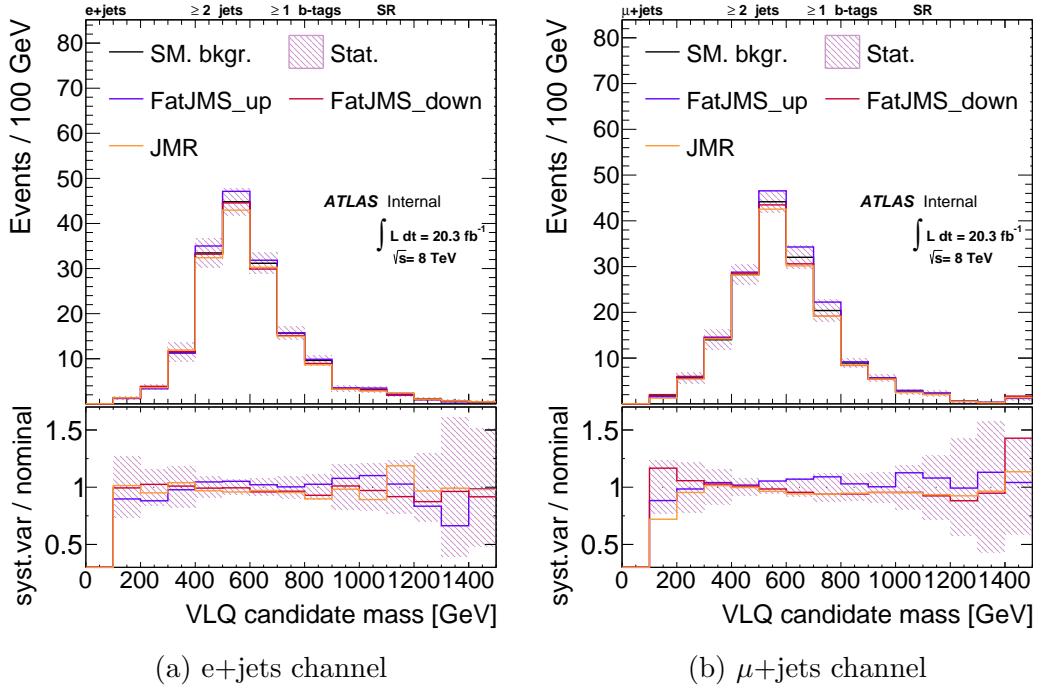 e+jets ≥ 2 jets ≥ 1 b-tags SR
Events / 100 GeV
80
70
60
50
40
30
20
10
SM. bkgr.
Stat.
FatJMS_up
FatJMS_down
JMR
ATLAS Internal
∫ L dt = 20.3 fb⁻¹
√s= 8 TeV
syst.var / nominal
1.5
1
0.5
0 200 400 600 800 1000 1200 1400
VLQ candidate mass [GeV]
(a) e+jets channel
μ+jets ≥ 2 jets ≥ 1 b-tags SR
Events / 100 GeV
80
70
60
50
40
30
20
10
SM. bkgr.
Stat.
FatJMS_up
FatJMS_down
JMR
ATLAS Internal
∫ L dt = 20.3 fb⁻¹
√s= 8 TeV
syst.var / nominal
1.5
1
0.5
0 200 400 600 800 1000 1200 1400
VLQ candidate mass [GeV]
(b) μ+jets channel